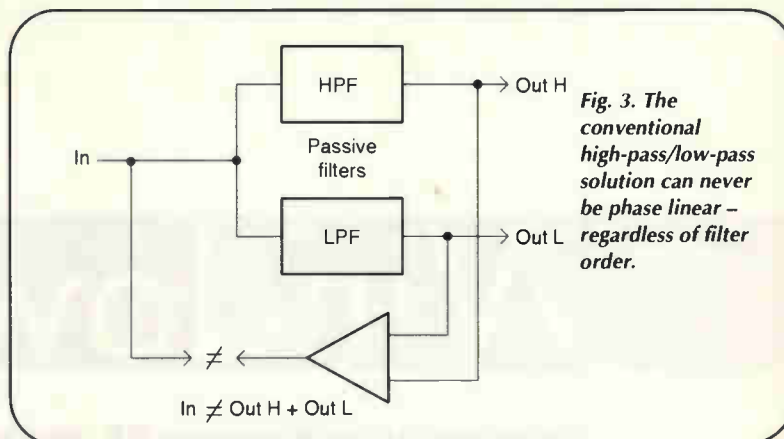 HPF
Out H
Passive
filters
In
LPF
Out L
≠
In ≠ Out H + Out L
Fig. 3. The
conventional
high-pass/low-pass
solution can never
be phase linear –
regardless of filter
order.